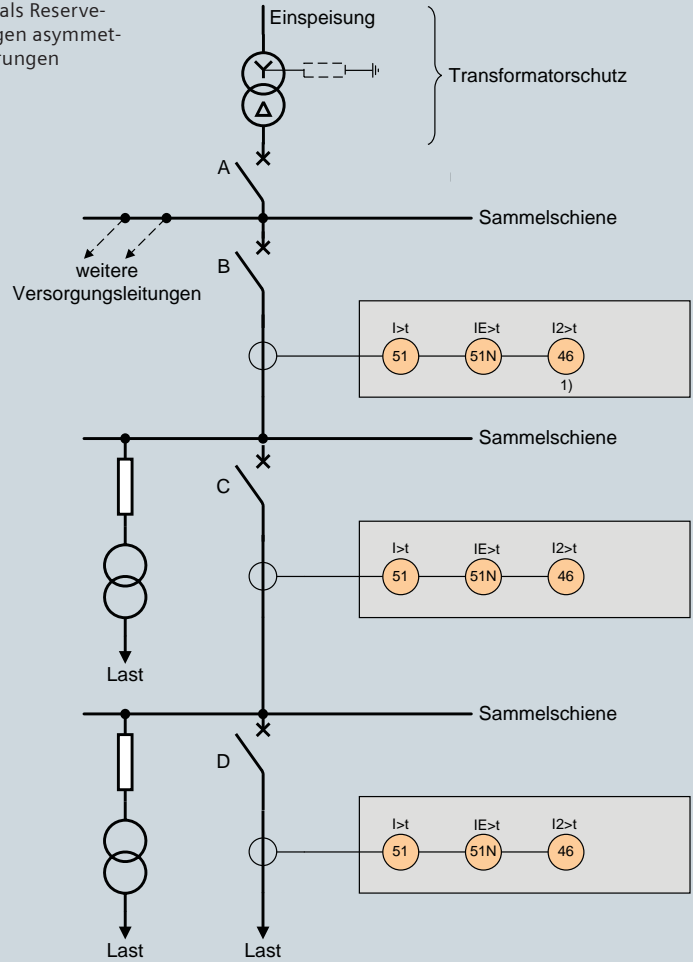 als Reserve-
gen asymmet-
rungen
Einspeisung
Transformatorschutz
A
Sammelschiene
weitere
Versorgungsleitungen
B
I>t IE>t I2>t
51 51N 46
1)
Sammelschiene
C
I>t IE>t I2>t
51 51N 46
Last
Sammelschiene
D
I>t IE>t I2>t
51 51N 46
Last Last